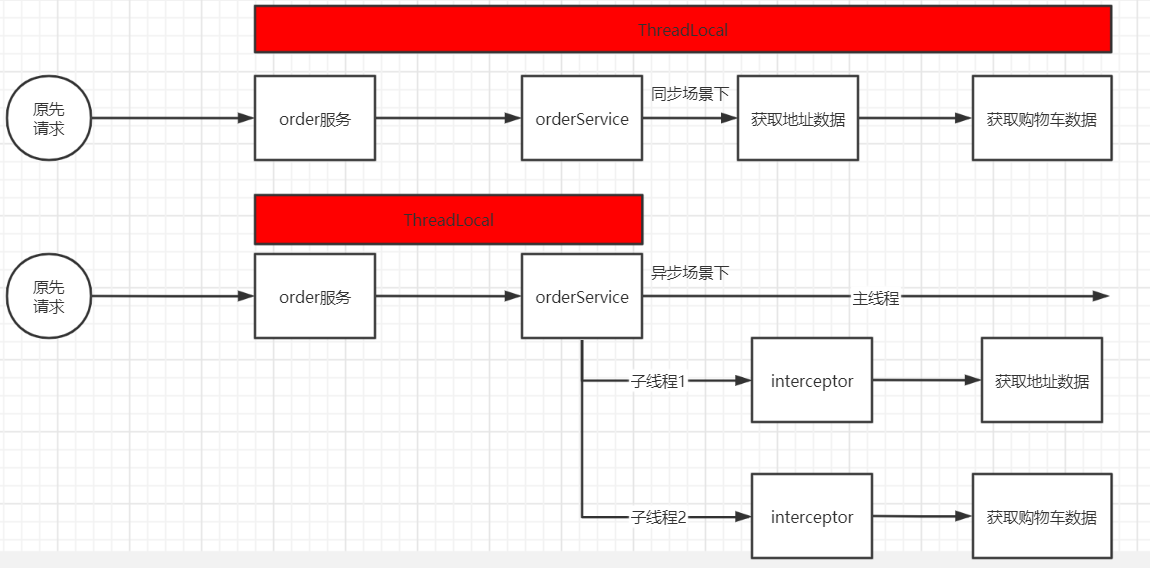 ThreadLocal
原先
请求
order服务
orderService
同步场景下
获取地址数据
获取购物车数据
ThreadLocal
原先
请求
order服务
orderService
异步场景下
主线程
子线程1
interceptor
获取地址数据
子线程2
interceptor
获取购物车数据